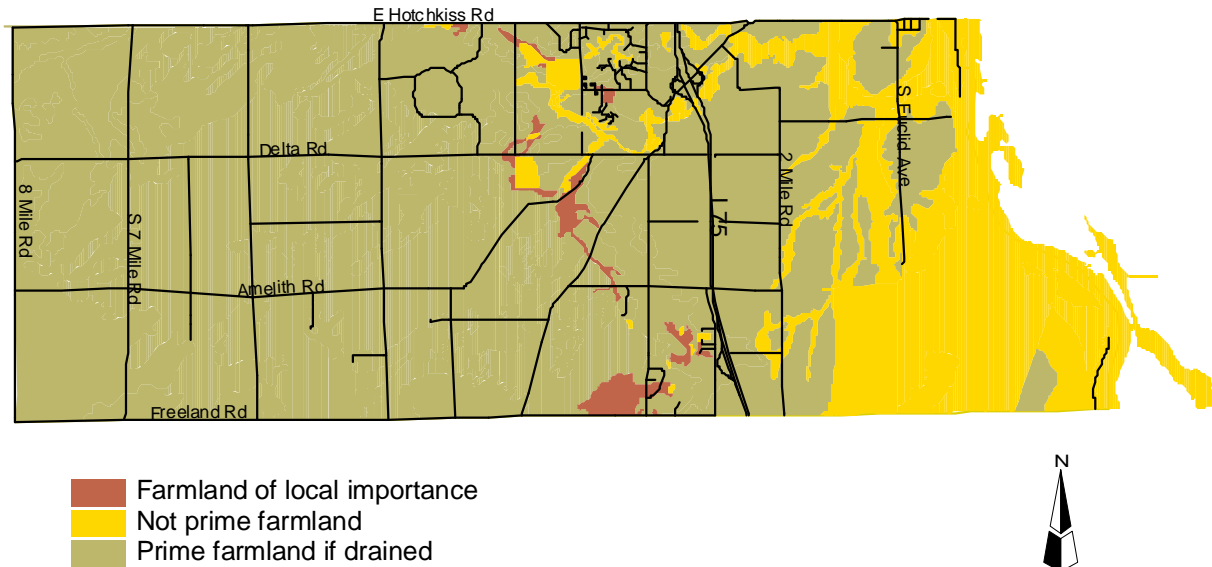 E Hotchkiss Rd
S Euclid Ave
Delta Rd
2 Mile Rd
8 Mile Rd
S 7 Mile Rd
I 75
Amelith Rd
Freeland Rd
N
Farmland of local importance
Not prime farmland
Prime farmland if drained